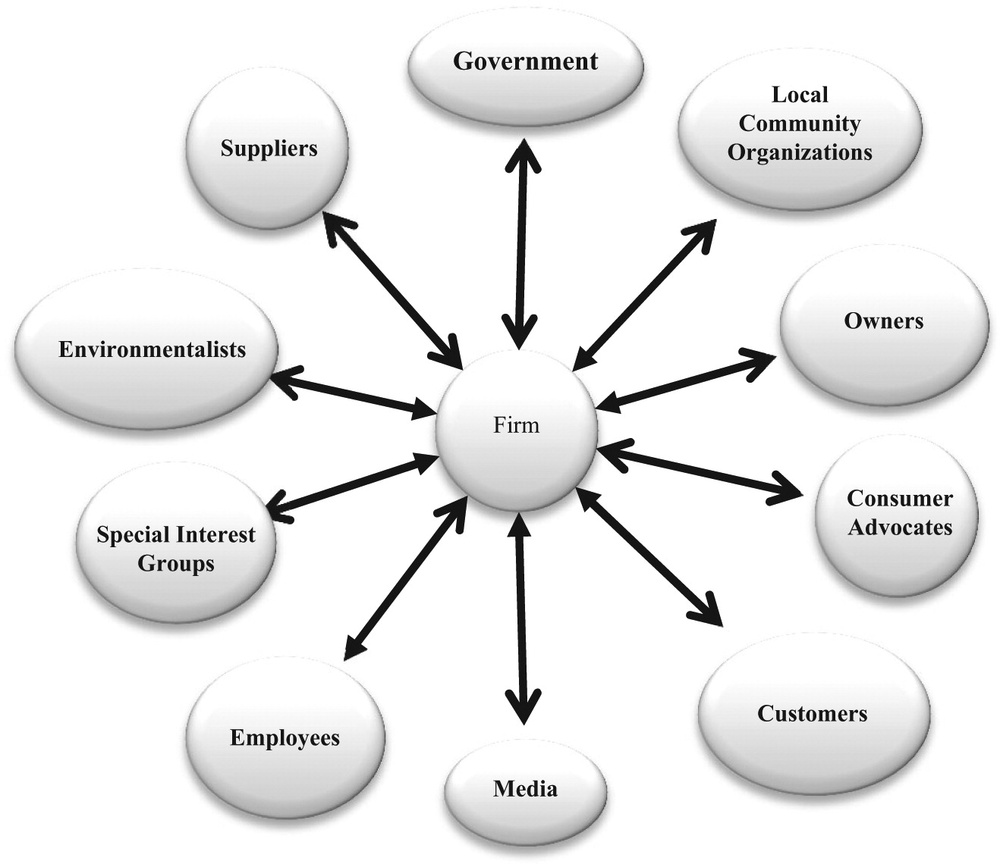 Government
Local
Community
Organizations
Suppliers
Owners
Environmentalists
Firm
Consumer
Advocates
Special Interest
Groups
Customers
Employees
Media